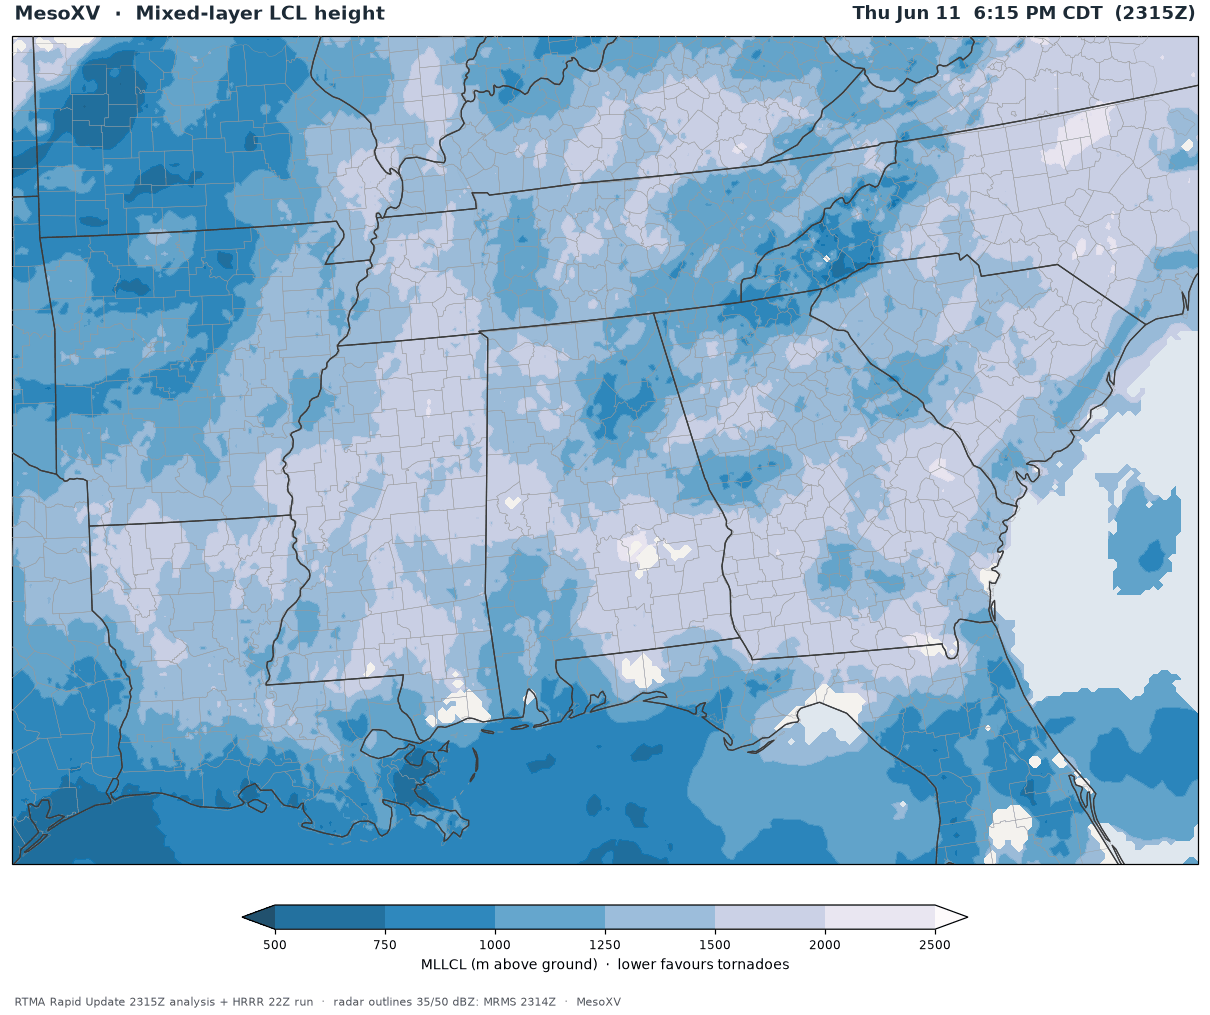 MesoXV · Mixed-layer LCL height
Thu Jun 11 6:15 PM CDT (2315Z)
500 750 1000 1250 1500 2000 2500
MLLCL (m above ground) · lower favours tornadoes
RTMA Rapid Update 2315Z analysis + HRRR 22Z run · radar outlines 35/50 dBZ: MRMS 2314Z · MesoXV